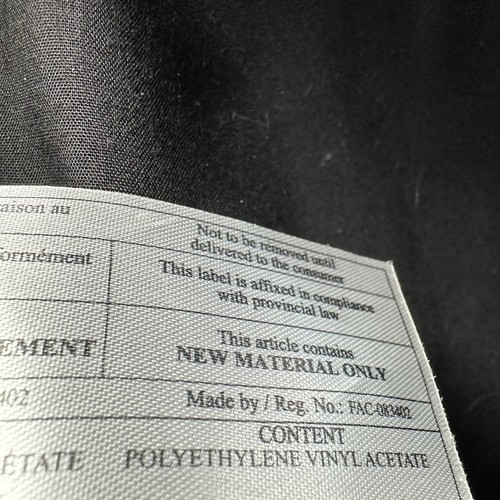 aison au
Not to be removed until
delivered to the consumer
formément
This label is affixed in compliance
with provincial law
EMENT
This article contains
NEW MATERIAL ONLY
402
Made by / Reg. No.: FAC-083402
CONTENT
ÉTATE
POLYETHYLENE VINYL ACETATE